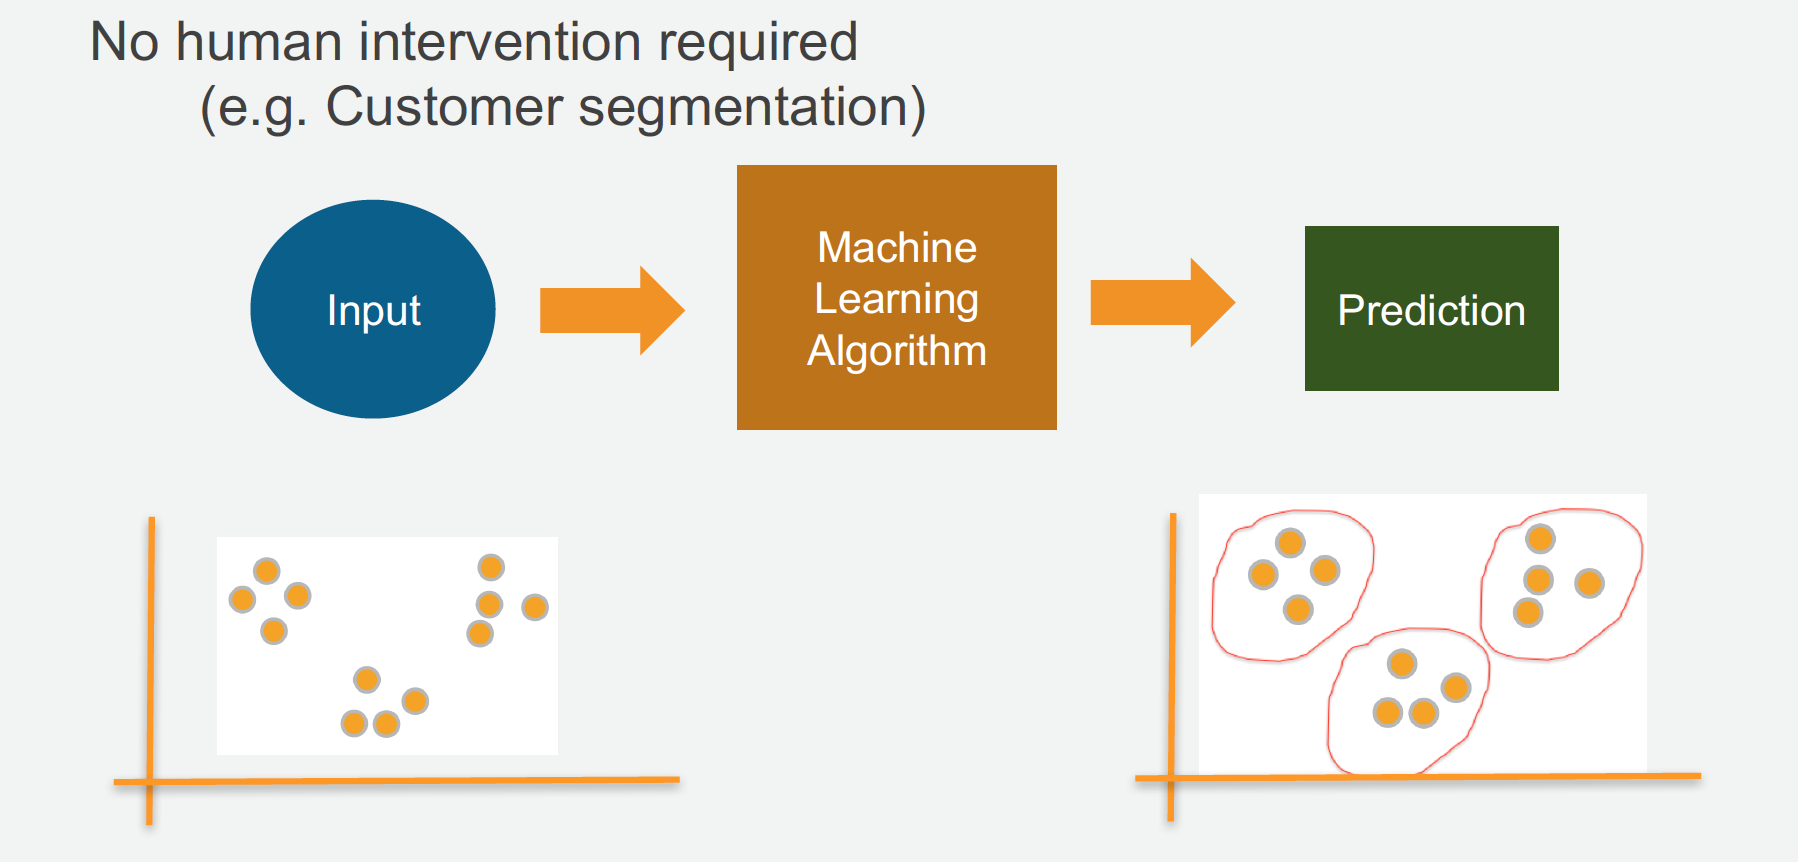 No human intervention required
(e.g. Customer segmentation)
Input
Machine
Learning
Algorithm
Prediction